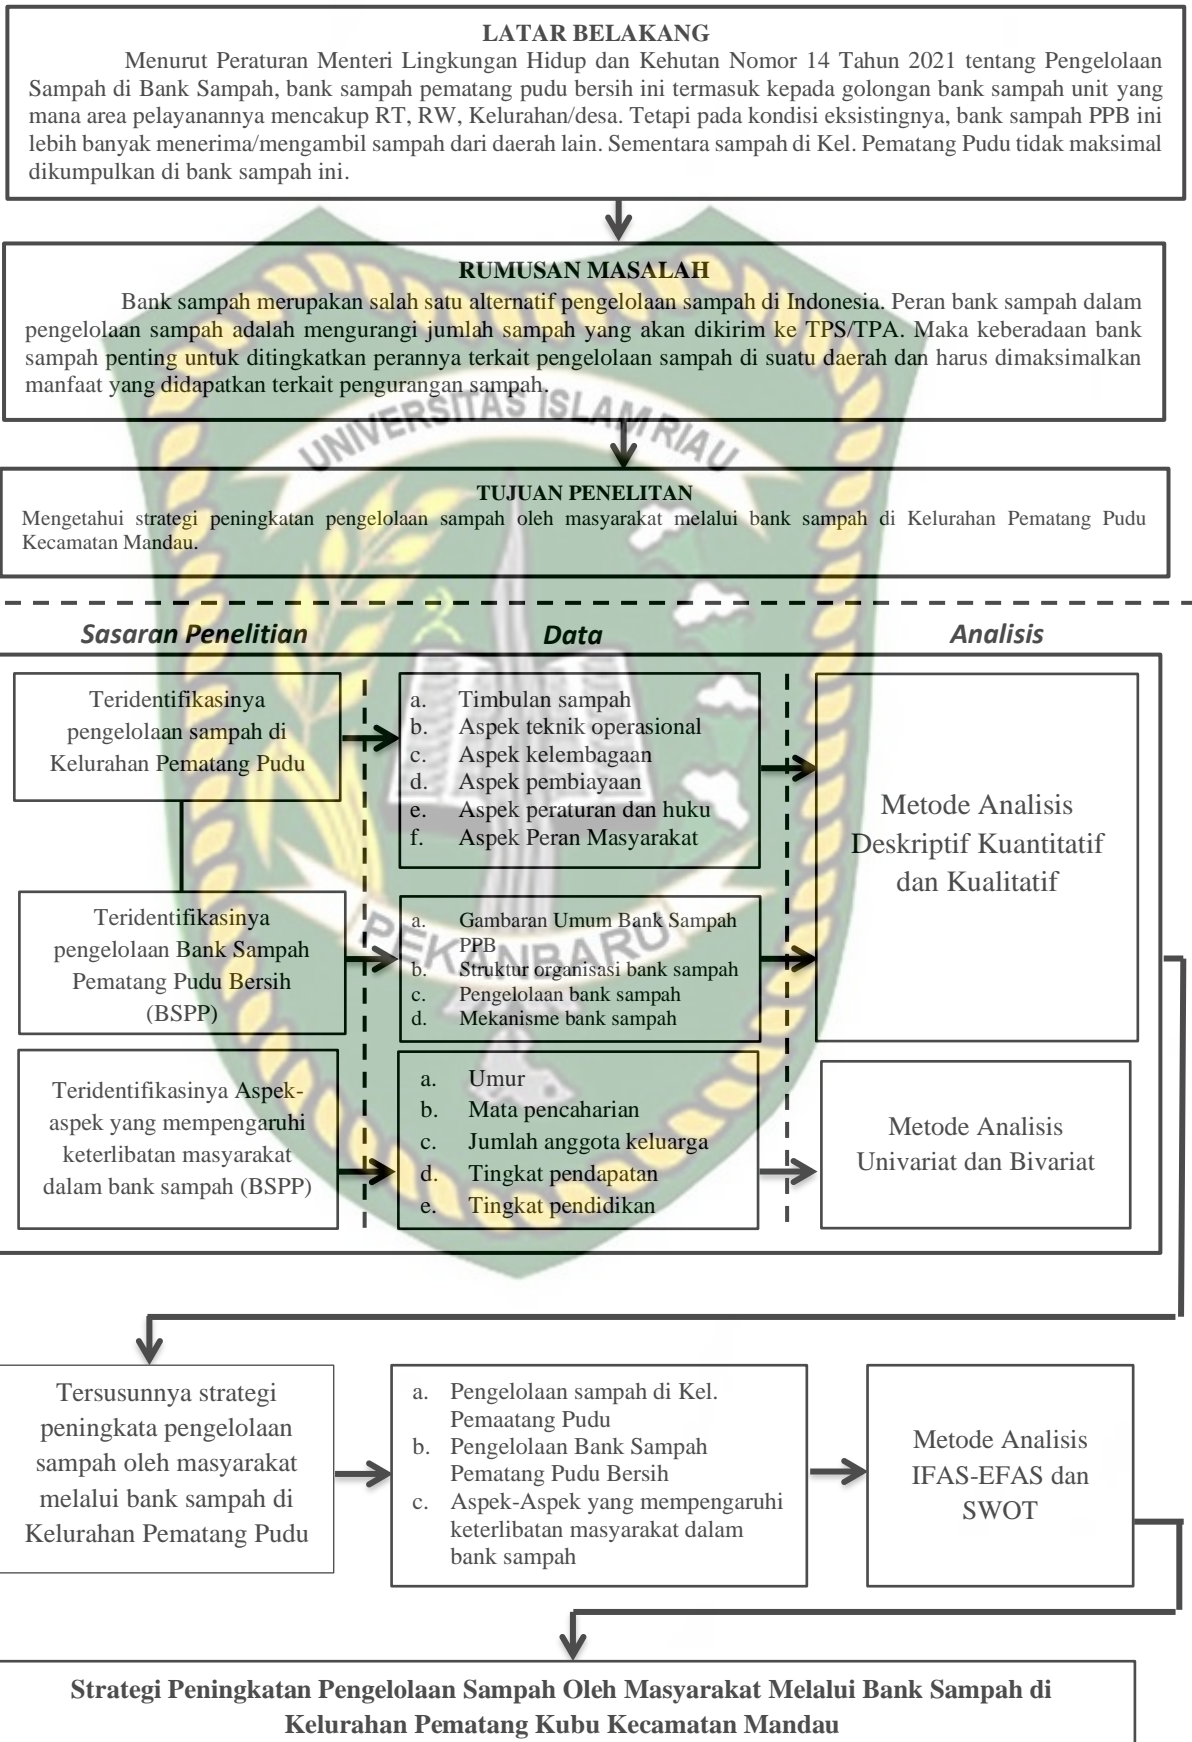 LATAR BELAKANG
Menurut Peraturan Menteri Lingkungan Hidup dan Kehutan Nomor 14 Tahun 2021 tentang Pengelolaan
Sampah di Bank Sampah, bank sampah pematang pudu bersih ini termasuk kepada golongan bank sampah unit yang
mana area pelayanannya mencakup RT, RW, Kelurahan/desa. Tetapi pada kondisi eksistingnya, bank sampah PPB ini
lebih banyak menerima/mengambil sampah dari daerah lain. Sementara sampah di Kel. Pematang Pudu tidak maksimal
dikumpulkan di bank sampah ini.
RUMUSAN MASALAH
Bank sampah merupakan salah satu alternatif pengelolaan sampah di Indonesia. Peran bank sampah dalam
pengelolaan sampah adalah mengurangi jumlah sampah yang akan dikirim ke TPS/TPA. Maka keberadaan bank
sampah penting untuk ditingkatkan perannya terkait pengelolaan sampah di suatu daerah dan harus dimaksimalkan
manfaat yang didapatkan terkait pengurangan sampah.
UNIVERSITAS ISLAM RIAU
TUJUAN PENELITAN
Mengetahui strategi peningkatan pengelolaan sampah oleh masyarakat melalui bank sampah di Kelurahan Pematang Pudu
Kecamatan Mandau.
Sasaran Penelitian
Data
Analisis
Teridentifikasinya
pengelolaan sampah di
Kelurahan Pematang Pudu
a. Timbulan sampah
b. Aspek teknik operasional
c. Aspek kelembagaan
d. Aspek pembiayaan
e. Aspek peraturan dan huku
f. Aspek Peran Masyarakat
Metode Analisis
Deskriptif Kuantitatif
dan Kualitatif
Teridentifikasinya
pengelolaan Bank Sampah
Pematang Pudu Bersih
(BSPP)
a. Gambaran Umum Bank Sampah
PPB
b. Struktur organisasi bank sampah
c. Pengelolaan bank sampah
d. Mekanisme bank sampah
PEKANBARU
Teridentifikasinya Aspek-
aspek yang mempengaruhi
keterlibatan masyarakat
dalam bank sampah (BSPP)
a. Umur
b. Mata pencaharian
c. Jumlah anggota keluarga
d. Tingkat pendapatan
e. Tingkat pendidikan
Metode Analisis
Univariat dan Bivariat
Tersusunnya strategi
peningkata pengelolaan
sampah oleh masyarakat
melalui bank sampah di
Kelurahan Pematang Pudu
a. Pengelolaan sampah di Kel.
Pemaatang Pudu
b. Pengelolaan Bank Sampah
Pematang Pudu Bersih
c. Aspek-Aspek yang mempengaruhi
keterlibatan masyarakat dalam
bank sampah
Metode Analisis
IFAS-EFAS dan
SWOT
Strategi Peningkatan Pengelolaan Sampah Oleh Masyarakat Melalui Bank Sampah di
Kelurahan Pematang Kubu Kecamatan Mandau